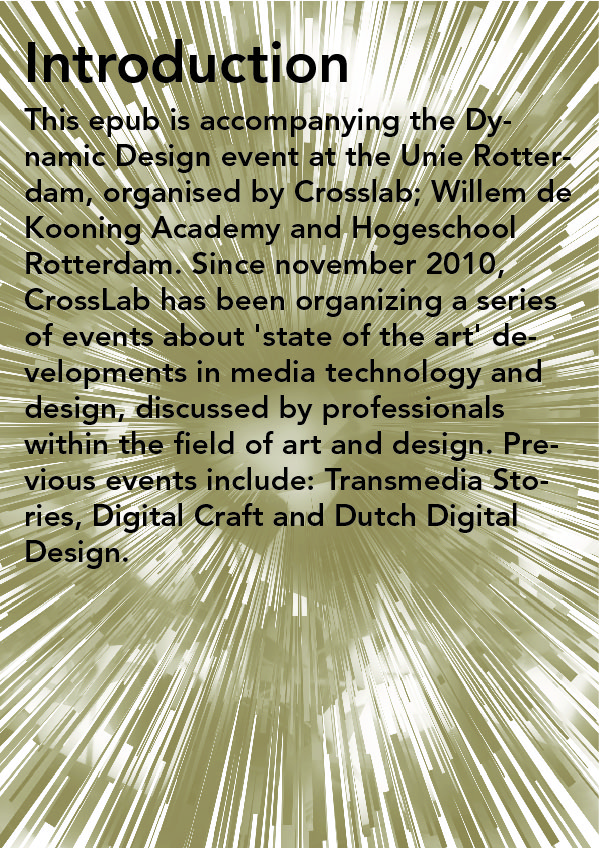 Introduction
This epub is accompanying the Dy-
namic Design event at the Unie Rotter-
dam, organised by Crosslab; Willem de
Kooning Academy and Hogeschool
Rotterdam. Since november 2010,
CrossLab has been organizing a series
of events about 'state of the art' de-
velopments in media technology and
design, discussed by professionals
within the field of art and design. Pre-
vious events include: Transmedia Sto-
ries, Digital Craft and Dutch Digital
Design.